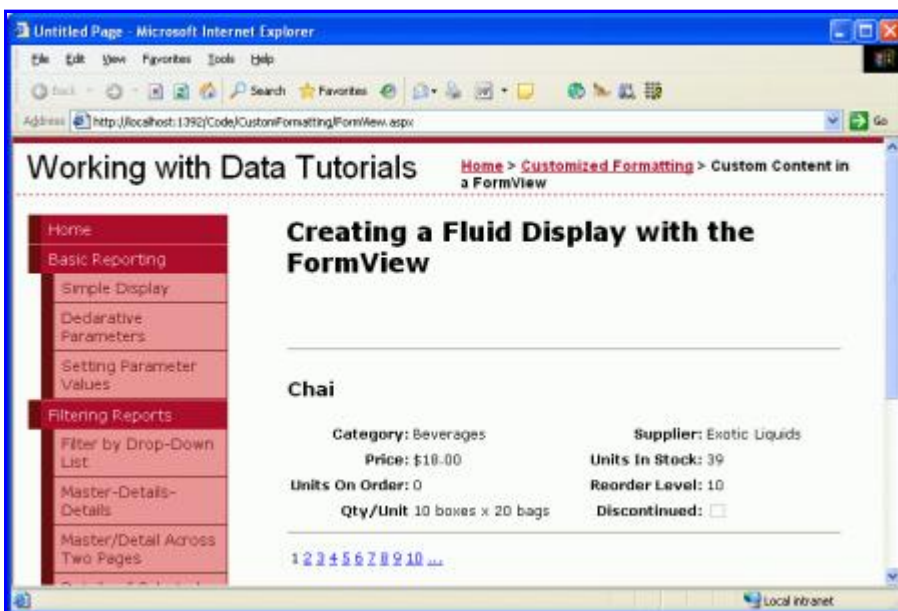 Untitled Page - Microsoft Internet Explorer
File Edit View Favorites Tools Help
Back Search Favorites
Address http://localhost:1392/Code/CustomFormatting/FormView.aspx Go
Working with Data Tutorials
Home > Customized Formatting > Custom Content in
a FormView
Home
Basic Reporting
Simple Display
Declarative
Parameters
Setting Parameter
Values
Filtering Reports
Filter by Drop-Down
List
Master-Details-
Details
Master/Detail Across
Two Pages
Creating a Fluid Display with the
FormView
Chai
Category: Beverages Supplier: Exotic Liquids
Price: $18.00 Units In Stock: 39
Units On Order: 0 Reorder Level: 10
Qty/Unit 10 boxes x 20 bags Discontinued:
1 2 3 4 5 6 7 8 9 10 ...
Local intranet